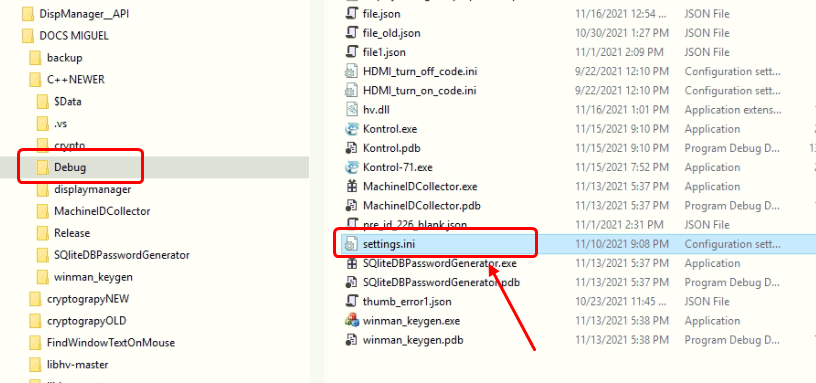 DispManager__API
DOCS MIGUEL
backup
C++NEWER
$Data
.vs
crypto
Debug
displaymanager
MachineIDCollector
Release
SQliteDBPasswordGenerator
winman_keygen
cryptograpyNEW
cryptograpyOLD
FindWindowTextOnMouse
libhv-master
file.json 11/16/2021 12:54 ... JSON File
file_old.json 10/30/2021 1:27 PM JSON File
file1.json 11/1/2021 2:09 PM JSON File
HDMI_turn_off_code.ini 9/22/2021 12:10 PM Configuration sett...
HDMI_turn_on_code.ini 9/22/2021 12:10 PM Configuration sett...
hv.dll 11/16/2021 1:01 PM Application exten...
Kontrol.exe 11/15/2021 9:10 PM Application
Kontrol.pdb 11/15/2021 9:10 PM Program Debug D...
Kontrol-71.exe 11/15/2021 7:52 PM Application
MachineIDCollector.exe 11/13/2021 5:37 PM Application
MachineIDCollector.pdb 11/13/2021 5:37 PM Program Debug D...
pre_id_226_blank.json 11/1/2021 2:31 PM JSON File
settings.ini 11/10/2021 9:08 PM Configuration sett...
SQliteDBPasswordGenerator.exe 11/13/2021 5:37 PM Application
SQliteDBPasswordGenerator.pdb 11/13/2021 5:37 PM Program Debug D...
thumb_error1.json 10/23/2021 11:45 ... JSON File
winman_keygen.exe 11/13/2021 5:38 PM Application
winman_keygen.pdb 11/13/2021 5:38 PM Program Debug D...